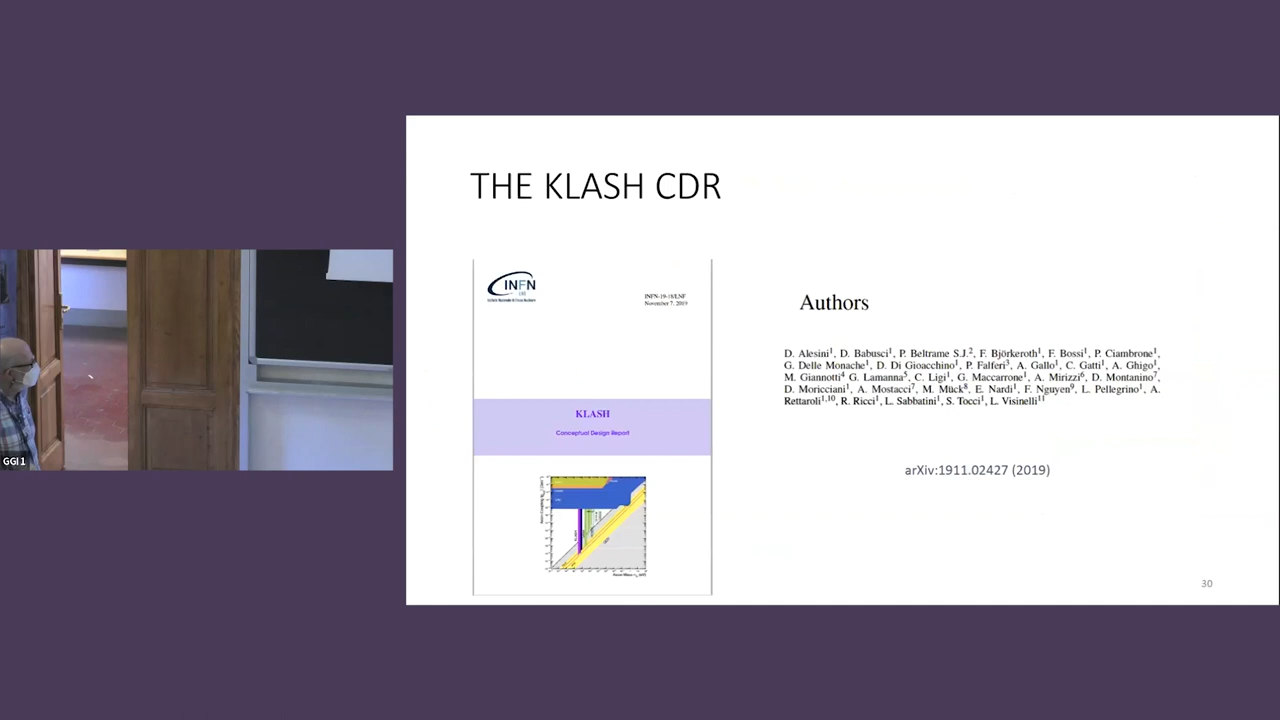 THE KLASH CDR
INFN
INFN-19-18/LNF
November 7, 2019
KLASH
Conceptual Design Report
Authors
D. Alesini1, D. Babusci1, P. Beltrame S.J.2, F. Björkeroth1, F. Bossi1, P. Ciambrone1,
G. Delle Monache1, D. Di Gioacchino1, P. Falferi3, A. Gallo1, C. Gatti1, A. Ghigo1,
M. Giannotti4 G. Lamanna5, C. Ligi1, G. Maccarrone1, A. Mirizzi6, D. Montanino7,
D. Moricciani1, A. Mostacci7, M. Mück8, E. Nardi1, F. Nguyen9, L. Pellegrino1, A.
Rettaroli1,10, R. Ricci1, L. Sabbatini1, S. Tocci1, L. Visinelli11
arXiv:1911.02427 (2019)
30
GGI 1